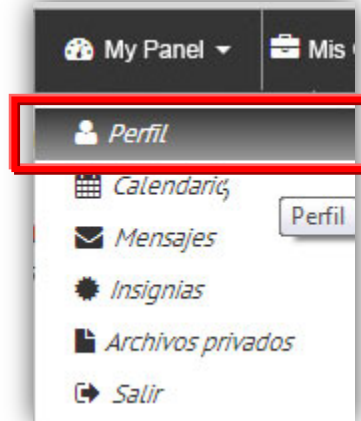 My Panel Mis
Perfil
Calendario
Perfil
Mensajes
Insignias
Archivos privados
Salir